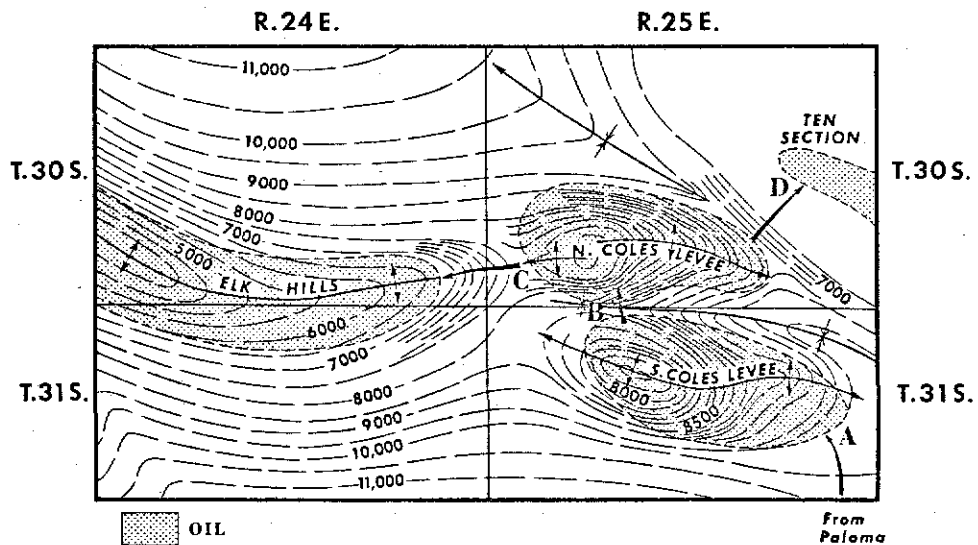 R.24 E. R.25 E.
11,000
TEN
SECTION
10,000
T.30 S. T.30 S.
9000
D
8000
7000
5000
N. COLES LEVEE
ELK HILLS
C
7000
B
6000
7000
S. COLES LEVEE
T.31 S. T.31 S.
8000
8000
8500
9000
A
10,000
11,000
OIL
From
Paloma